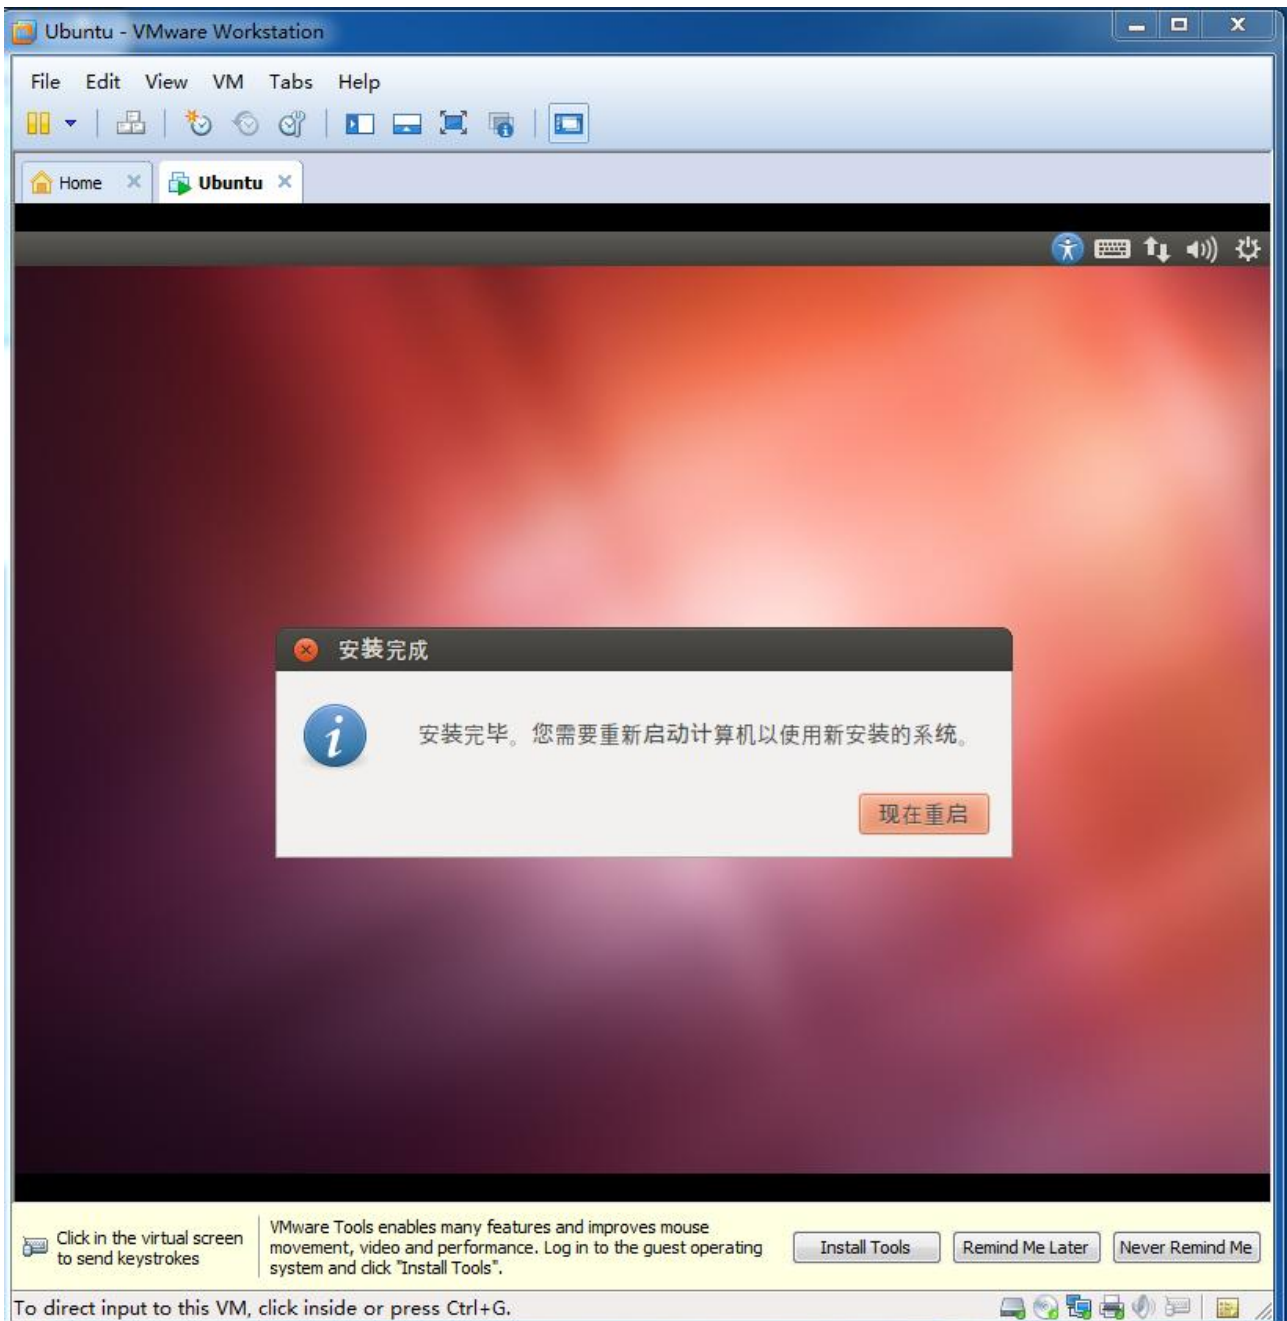 Ubuntu - VMware Workstation
File Edit View VM Tabs Help
Home Ubuntu
安装完成
安装完毕。您需要重新启动计算机以使用新安装的系统。
现在重启
Click in the virtual screen
to send keystrokes
VMware Tools enables many features and improves mouse
movement, video and performance. Log in to the guest operating
system and click "Install Tools".
Install Tools Remind Me Later Never Remind Me
To direct input to this VM, click inside or press Ctrl+G.